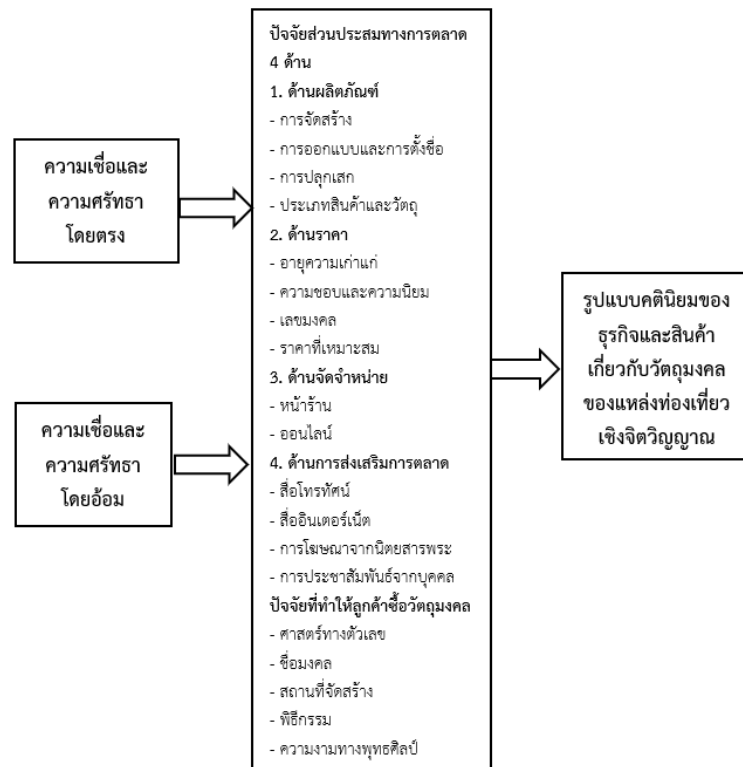 ความเชื่อและ
ความศรัทธา
โดยตรง
ความเชื่อและ
ความศรัทธา
โดยอ้อม
ปัจจัยส่วนประสมทางการตลาด
4 ด้าน
1. ด้านผลิตภัณฑ์
- การจัดสร้าง
- การออกแบบและการตั้งชื่อ
- การปลุกเสก
- ประเภทสินค้าและวัตถุ
2. ด้านราคา
- อายุความเก่าแก่
- ความชอบและความนิยม
- เลขมงคล
- ราคาที่เหมาะสม
3. ด้านจัดจำหน่าย
- หน้าร้าน
- ออนไลน์
4. ด้านการส่งเสริมการตลาด
- สื่อโทรทัศน์
- สื่ออินเตอร์เน็ต
- การโฆษณาจากนิตยสารพระ
- การประชาสัมพันธ์จากบุคคล
ปัจจัยที่ทำให้ลูกค้าซื้อวัตถุมงคล
- ศาสตร์ทางตัวเลข
- ชื่อมงคล
- สถานที่จัดสร้าง
- พิธีกรรม
- ความงามทางพุทธศิลป์
รูปแบบคตินิยมของ
ธุรกิจและสินค้า
เกี่ยวกับวัตถุมงคล
ของแหล่งท่องเที่ยว
เชิงจิตวิญญาณ